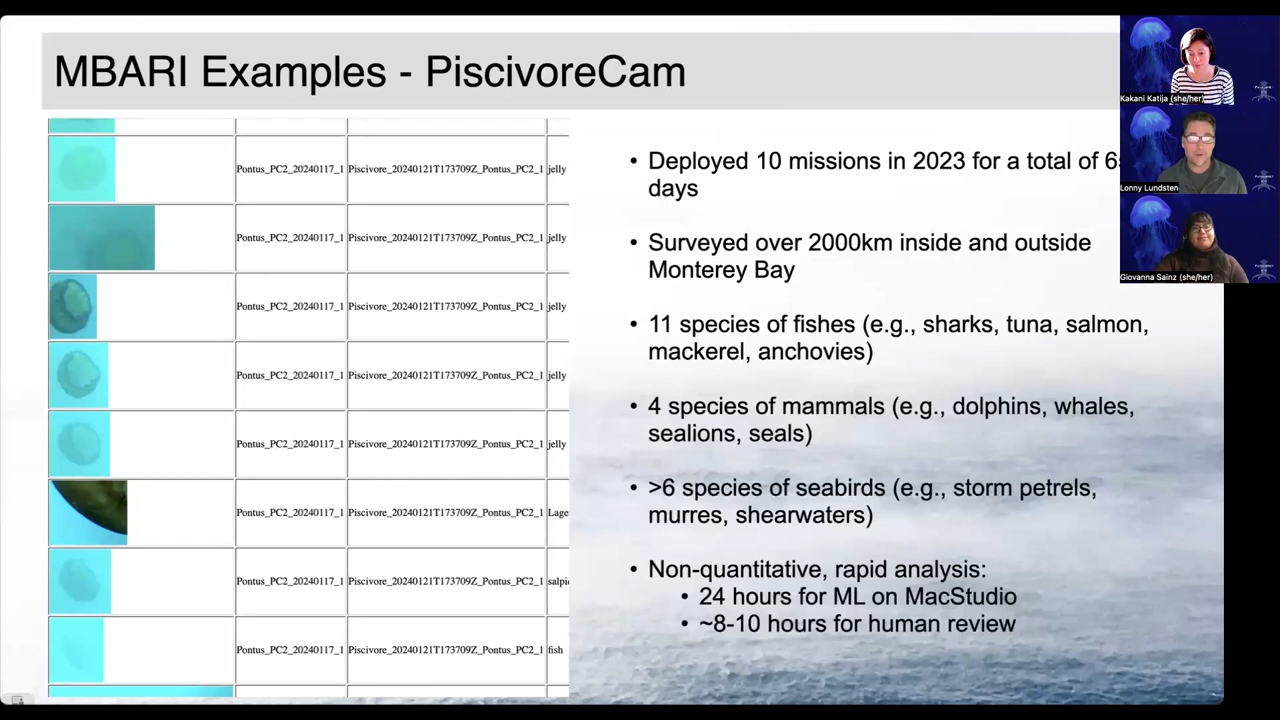 MBARI Examples - PiscivoreCam
Kakani Katija (she/her)
Lonny Lundsten
Giovanna Sainz (she/her)
Pontus_PC2_20240117_1 Piscivore_20240121T173709Z_Pontus_PC2_1 jelly
Pontus_PC2_20240117_1 Piscivore_20240121T173709Z_Pontus_PC2_1 jelly
Pontus_PC2_20240117_1 Piscivore_20240121T173709Z_Pontus_PC2_1 jelly
Pontus_PC2_20240117_1 Piscivore_20240121T173709Z_Pontus_PC2_1 jelly
Pontus_PC2_20240117_1 Piscivore_20240121T173709Z_Pontus_PC2_1 jelly
Pontus_PC2_20240117_1 Piscivore_20240121T173709Z_Pontus_PC2_1 Lage
Pontus_PC2_20240117_1 Piscivore_20240121T173709Z_Pontus_PC2_1 salpi
Pontus_PC2_20240117_1 Piscivore_20240121T173709Z_Pontus_PC2_1 fish
• Deployed 10 missions in 2023 for a total of
days
• Surveyed over 2000km inside and outside
Monterey Bay
• 11 species of fishes (e.g., sharks, tuna, salmon,
mackerel, anchovies)
• 4 species of mammals (e.g., dolphins, whales,
sealions, seals)
• >6 species of seabirds (e.g., storm petrels,
murres, shearwaters)
• Non-quantitative, rapid analysis:
• 24 hours for ML on MacStudio
• ~8-10 hours for human review